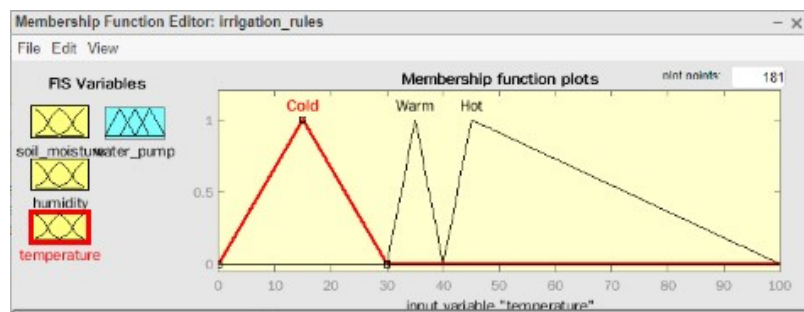 Membership Function Editor: irrigation_rules
File Edit View
FIS Variables
Membership function plots
plot points: 181
Cold Warm Hot
soil_moisture water_pump
humidity
temperature
1
0.5
0
0 10 20 30 40 50 60 70 80 90 100
input variable "temperature"